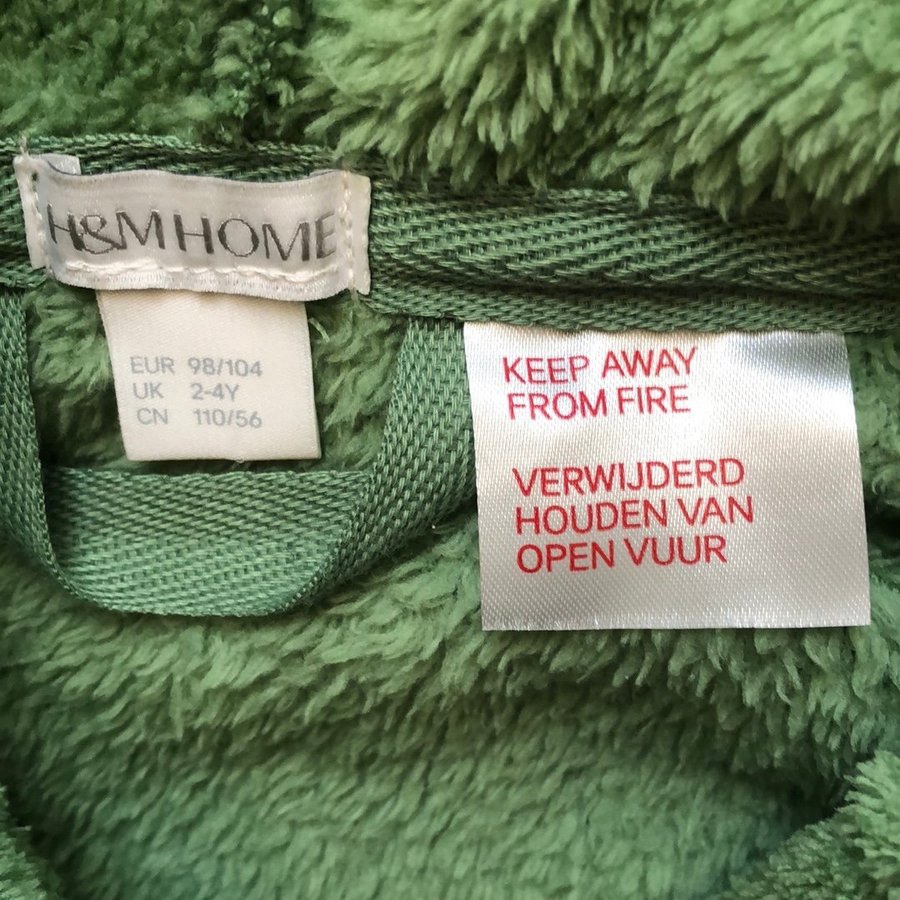 H&M HOME
EUR 98/104
UK 2-4Y
CN 110/56
KEEP AWAY
FROM FIRE
VERWIJDERD
HOUDEN VAN
OPEN VUUR